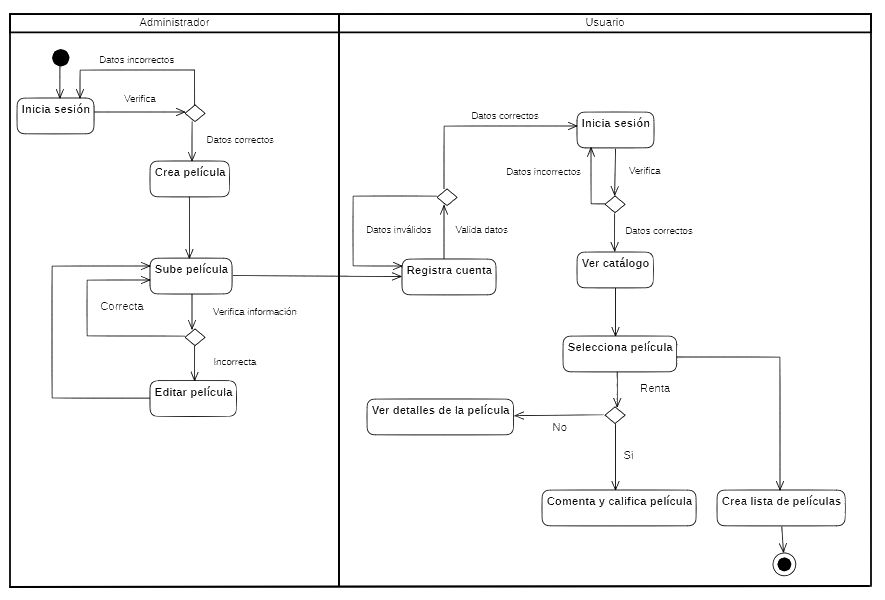 Administrador
Usuario
Datos incorrectos
Inicia sesión
Verifica
Datos correctos
Crea película
Sube película
Correcta
Verifica información
Incorrecta
Editar película
Datos correctos
Inicia sesión
Datos incorrectos
Verifica
Datos inválidos
Valida datos
Datos correctos
Registra cuenta
Ver catálogo
Selecciona película
Renta
Ver detalles de la película
No
Si
Comenta y califica película
Crea lista de películas